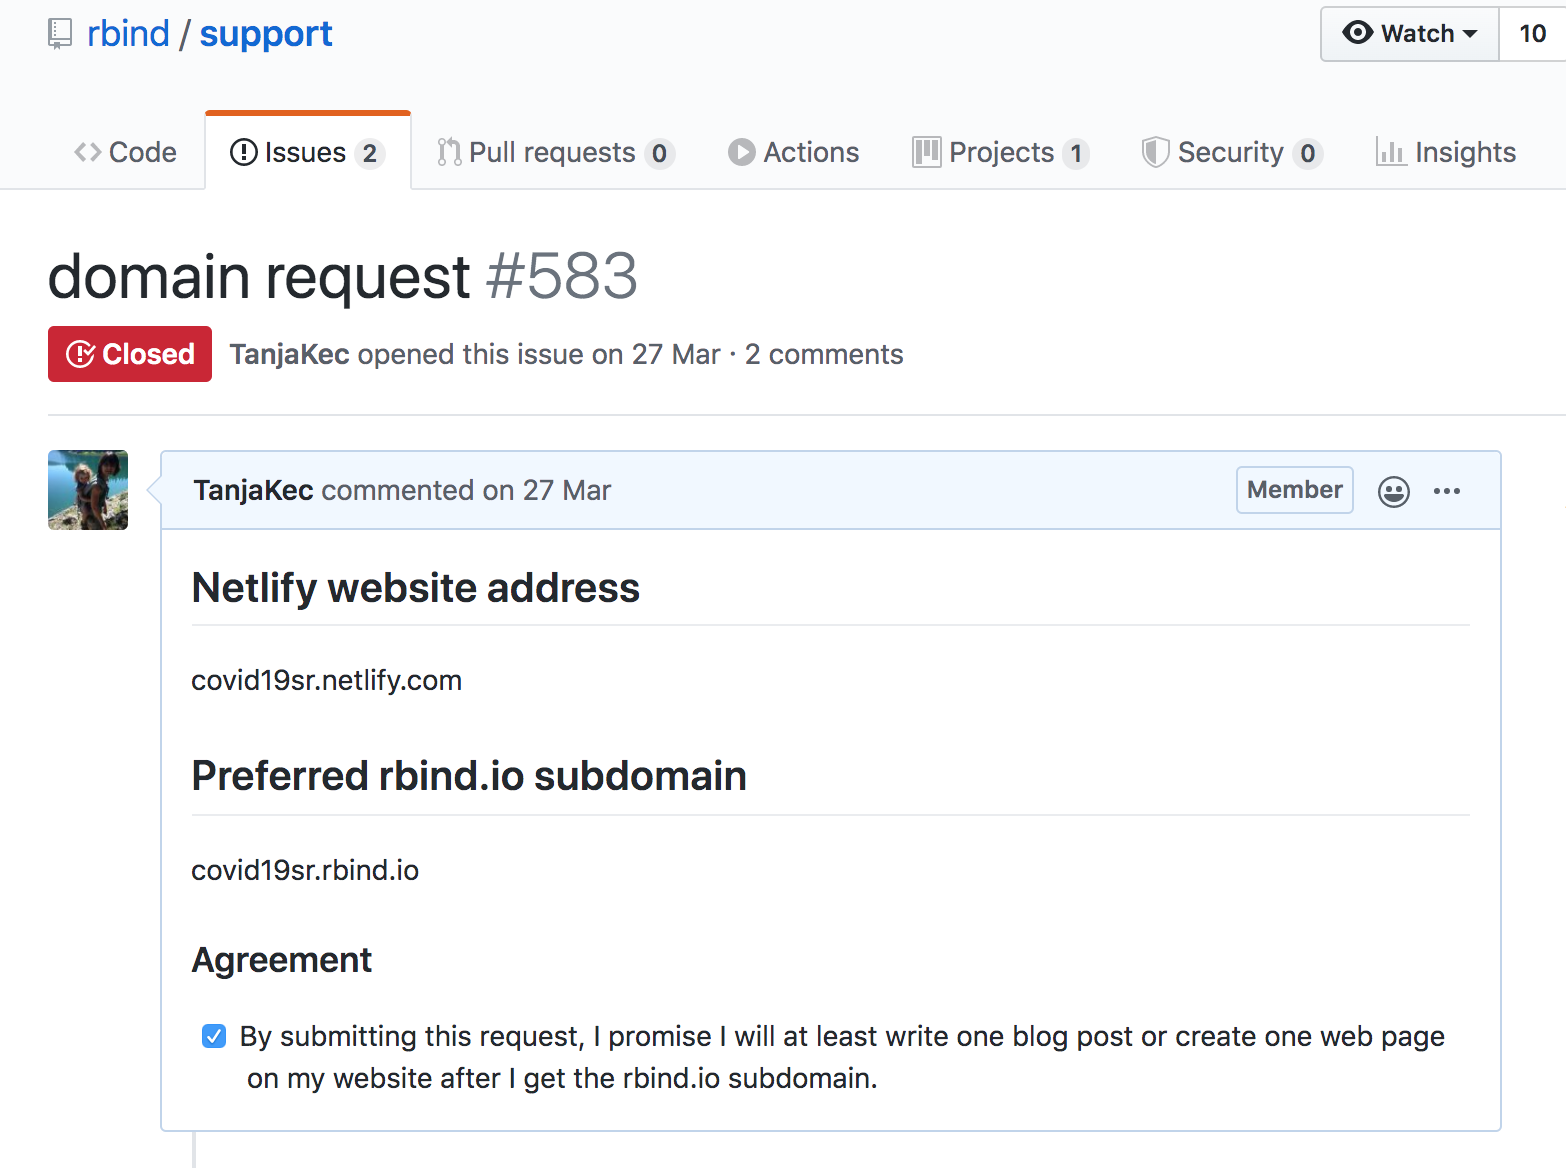 rbind / support
Watch 10
Code Issues 2 Pull requests 0 Actions Projects 1 Security 0 Insights
domain request #583
Closed TanjaKec opened this issue on 27 Mar · 2 comments
TanjaKec commented on 27 Mar Member
Netlify website address
covid19sr.netlify.com
Preferred rbind.io subdomain
covid19sr.rbind.io
Agreement
By submitting this request, I promise I will at least write one blog post or create one web page
on my website after I get the rbind.io subdomain.